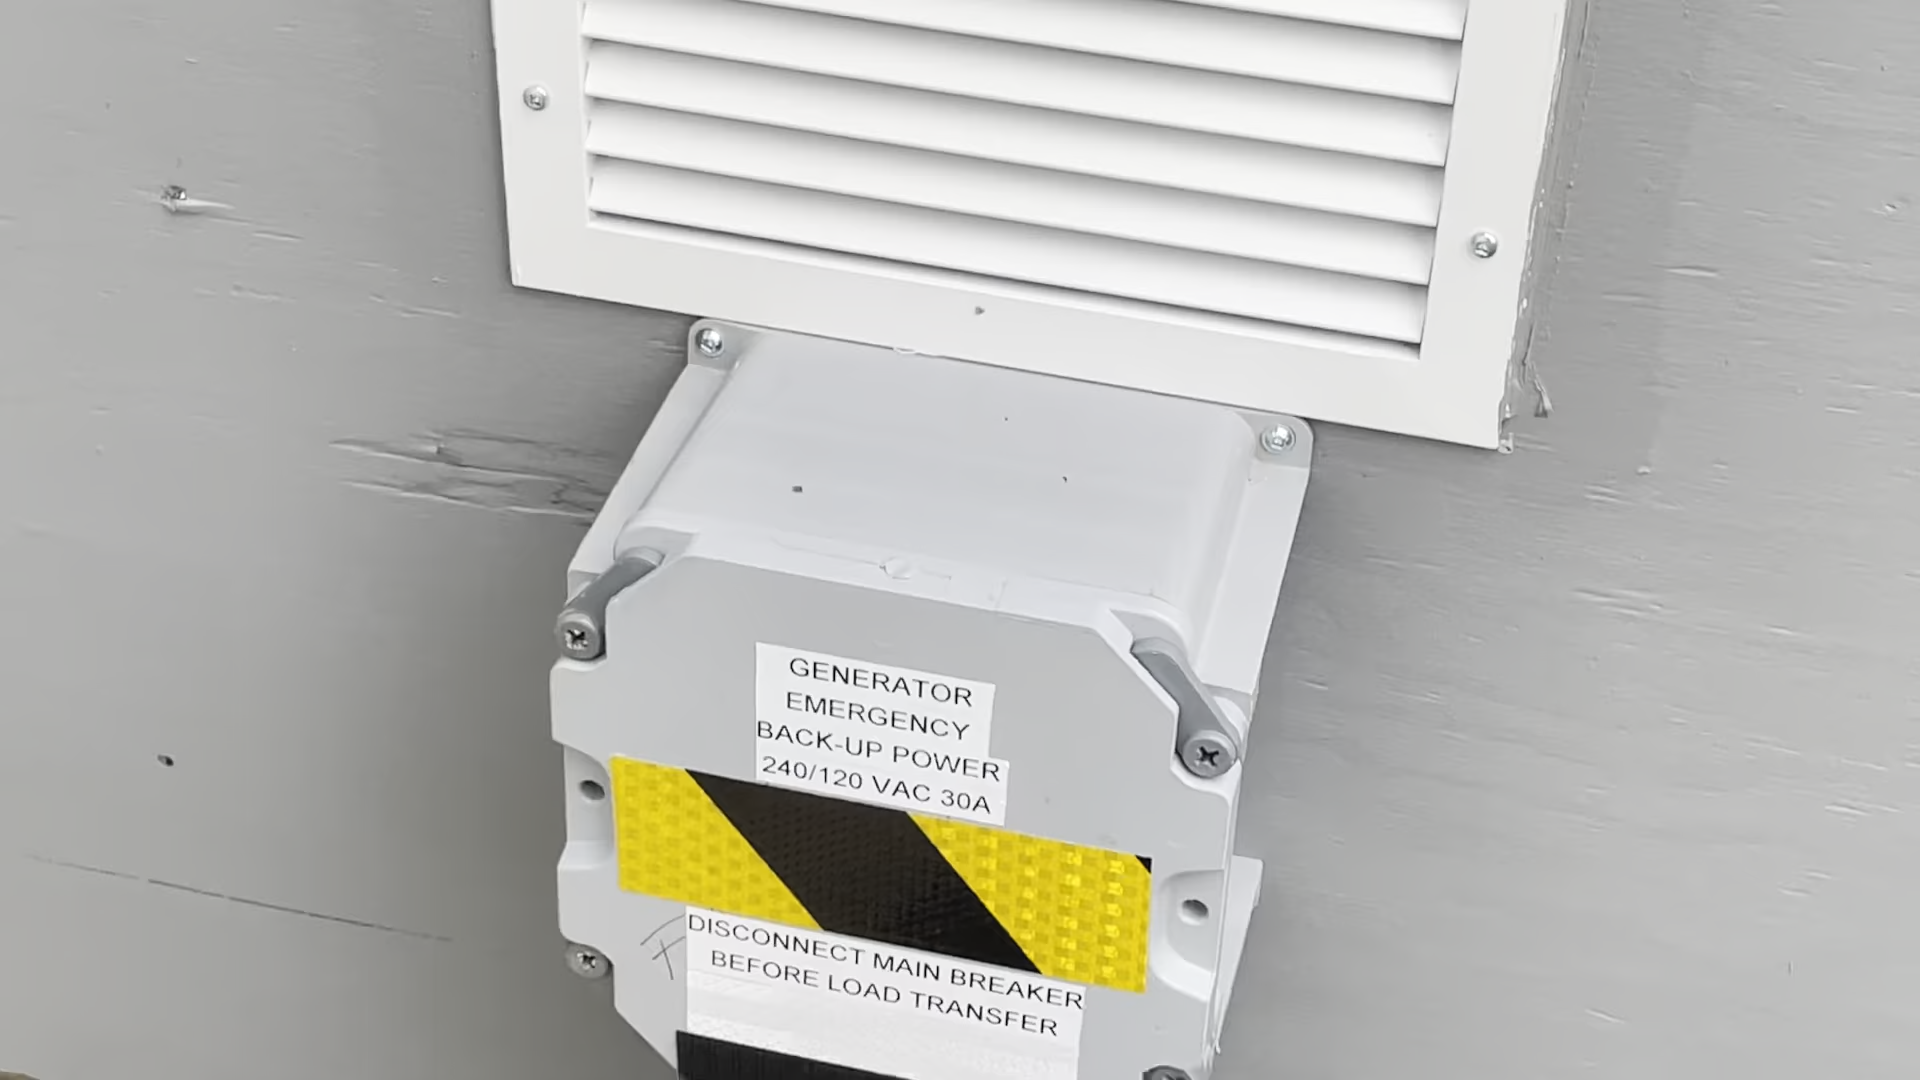 GENERATOR
EMERGENCY
BACK-UP POWER
240/120 VAC 30A
DISCONNECT MAIN BREAKER
BEFORE LOAD TRANSFER